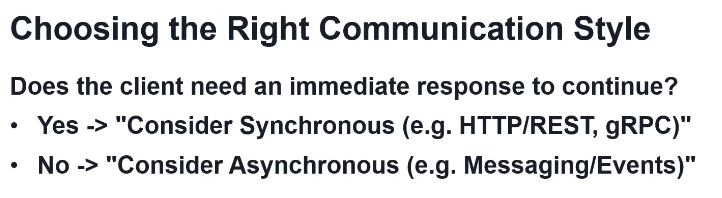 Choosing the Right Communication Style
Does the client need an immediate response to continue?
• Yes -> "Consider Synchronous (e.g. HTTP/REST, gRPC)"
• No -> "Consider Asynchronous (e.g. Messaging/Events)"